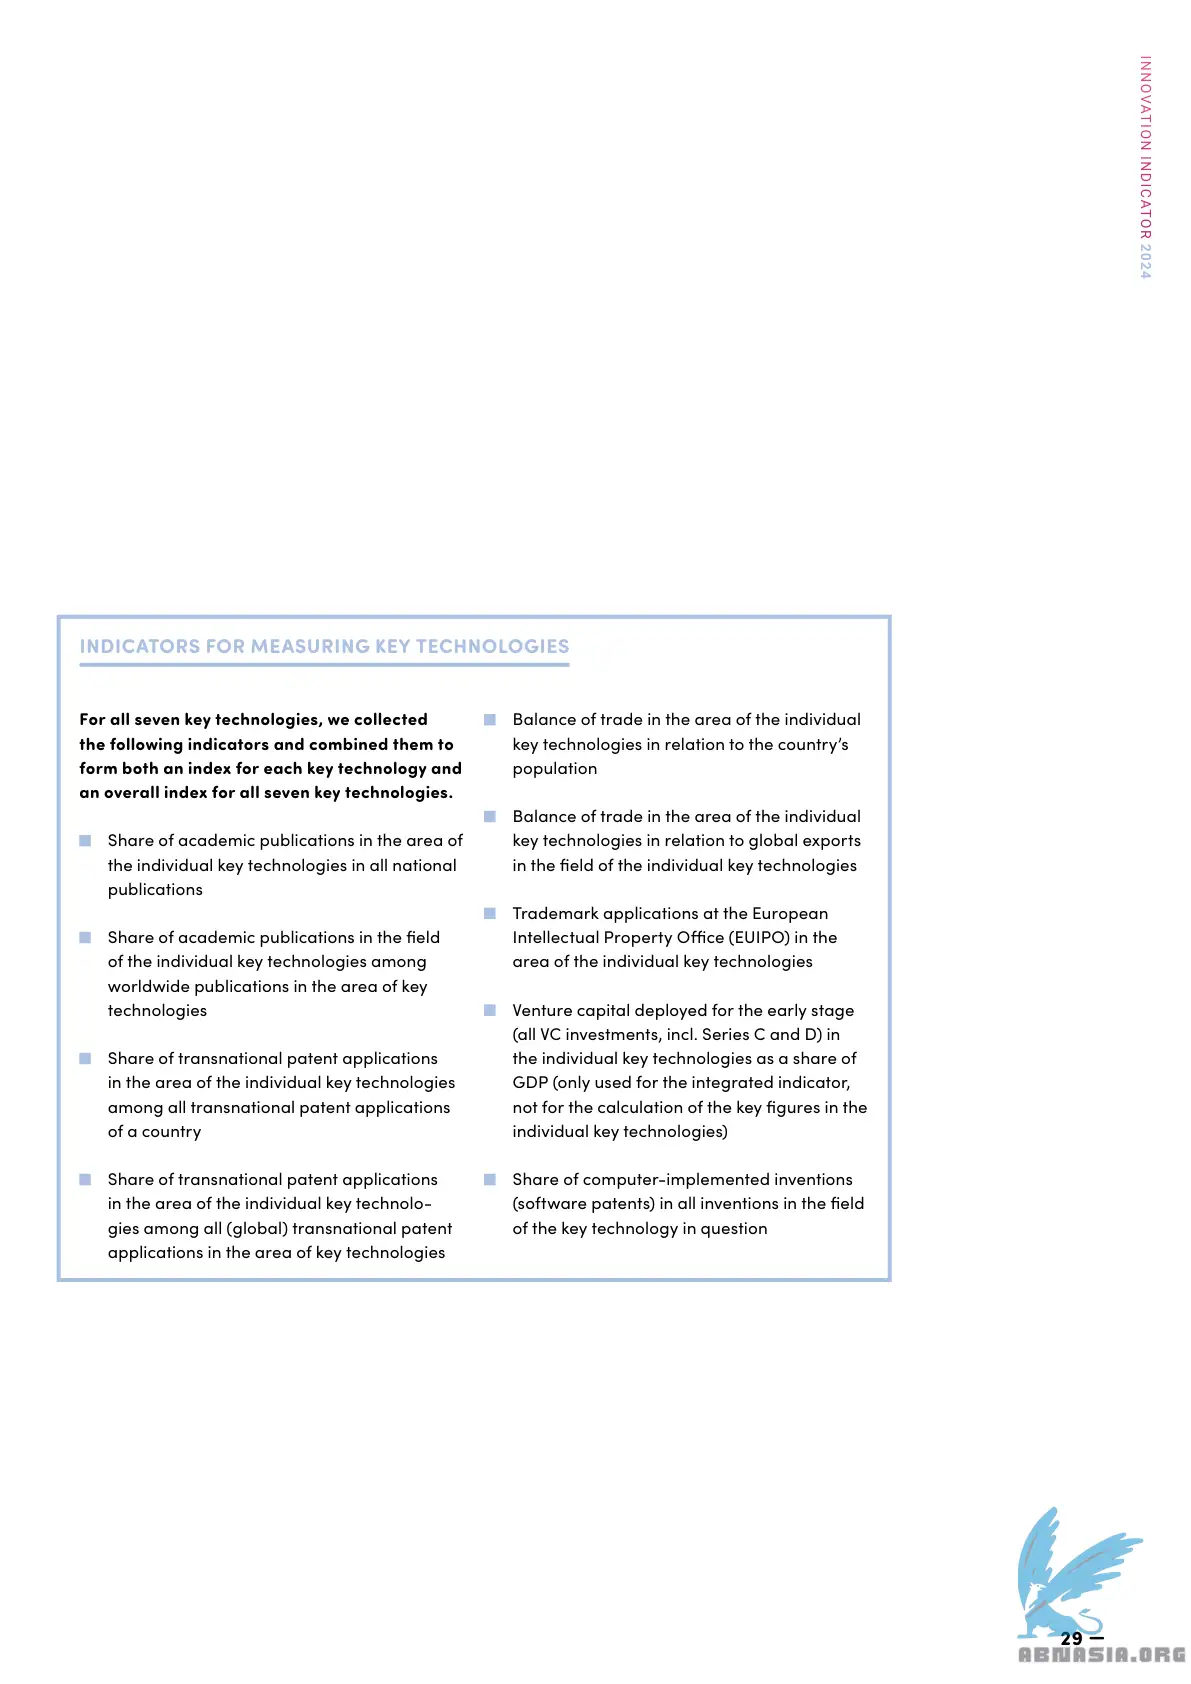 INNOVATION INDICATOR 2024
INDICATORS FOR MEASURING KEY TECHNOLOGIES
For all seven key technologies, we collected
the following indicators and combined them to
form both an index for each key technology and
an overall index for all seven key technologies.
Share of academic publications in the area of
the individual key technologies in all national
publications
Share of academic publications in the field
of the individual key technologies among
worldwide publications in the area of key
technologies
Share of transnational patent applications
in the area of the individual key technologies
among all transnational patent applications
of a country
Share of transnational patent applications
in the area of the individual key technolo-
gies among all (global) transnational patent
applications in the area of key technologies
Balance of trade in the area of the individual
key technologies in relation to the country's
population
Balance of trade in the area of the individual
key technologies in relation to global exports
in the field of the individual key technologies
Trademark applications at the European
Intellectual Property Office (EUIPO) in the
area of the individual key technologies
Venture capital deployed for the early stage
(all VC investments, incl. Series C and D) in
the individual key technologies as a share of
GDP (only used for the integrated indicator,
not for the calculation of the key figures in the
individual key technologies)
Share of computer-implemented inventions
(software patents) in all inventions in the field
of the key technology in question
29 —
ABNASIA.ORG